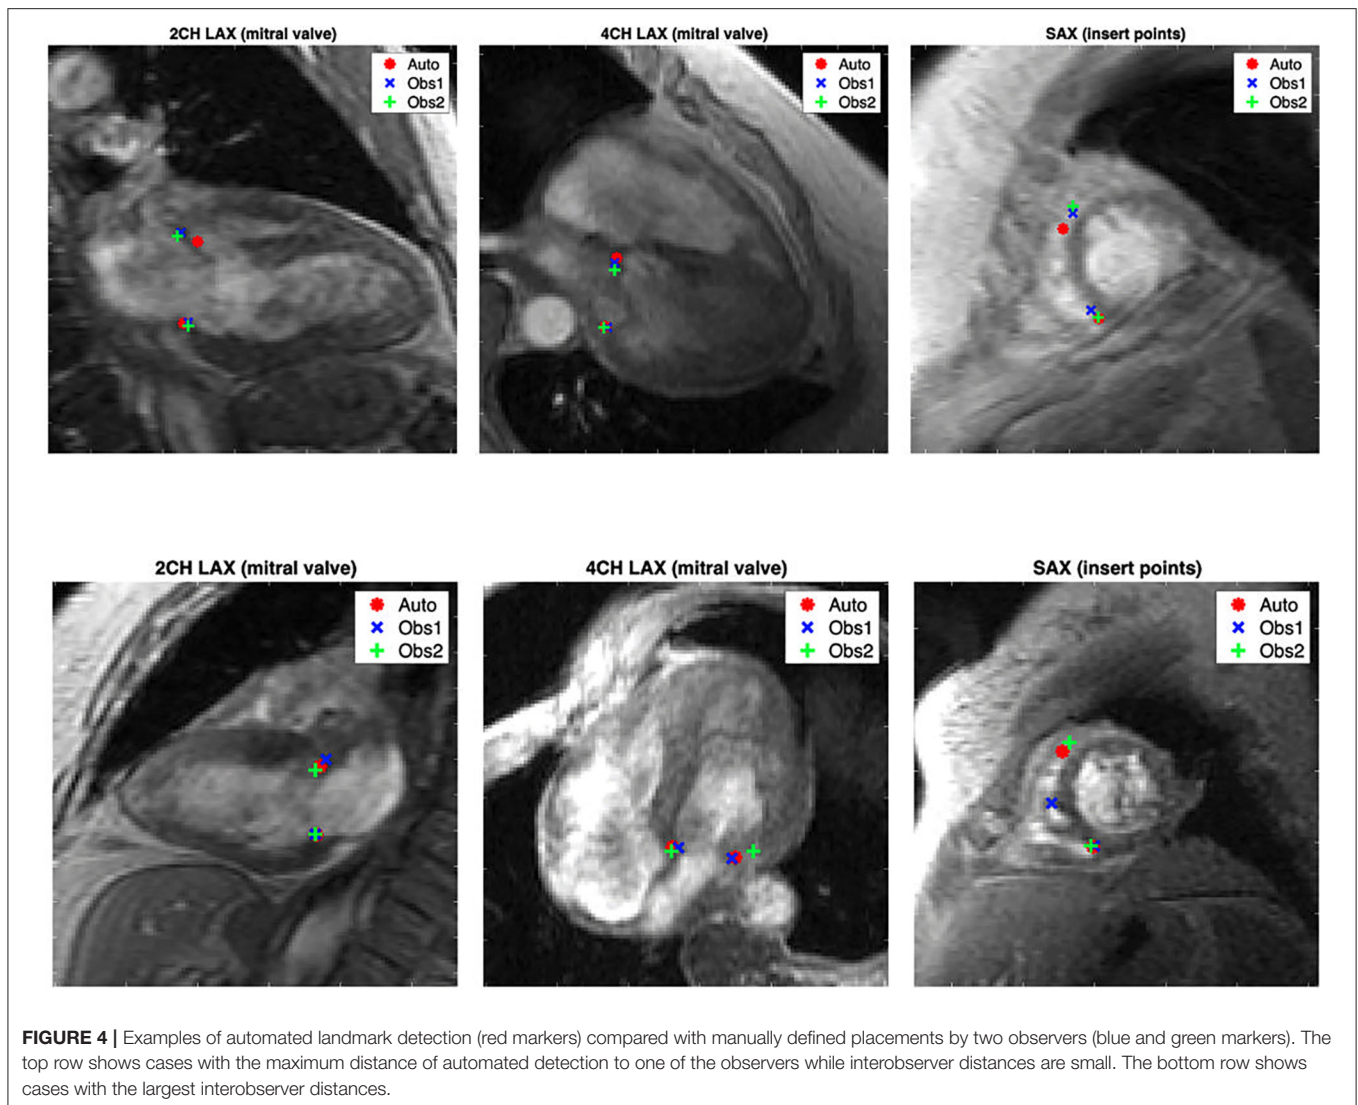 2CH LAX (mitral valve)
4CH LAX (mitral valve)
SAX (insert points)
Auto
Obs1
Obs2
Auto
Obs1
Obs2
Auto
Obs1
Obs2
2CH LAX (mitral valve)
4CH LAX (mitral valve)
SAX (insert points)
Auto
Obs1
Obs2
Auto
Obs1
Obs2
Auto
Obs1
Obs2
FIGURE 4 | Examples of automated landmark detection (red markers) compared with manually defined placements by two observers (blue and green markers). The
top row shows cases with the maximum distance of automated detection to one of the observers while interobserver distances are small. The bottom row shows
cases with the largest interobserver distances.